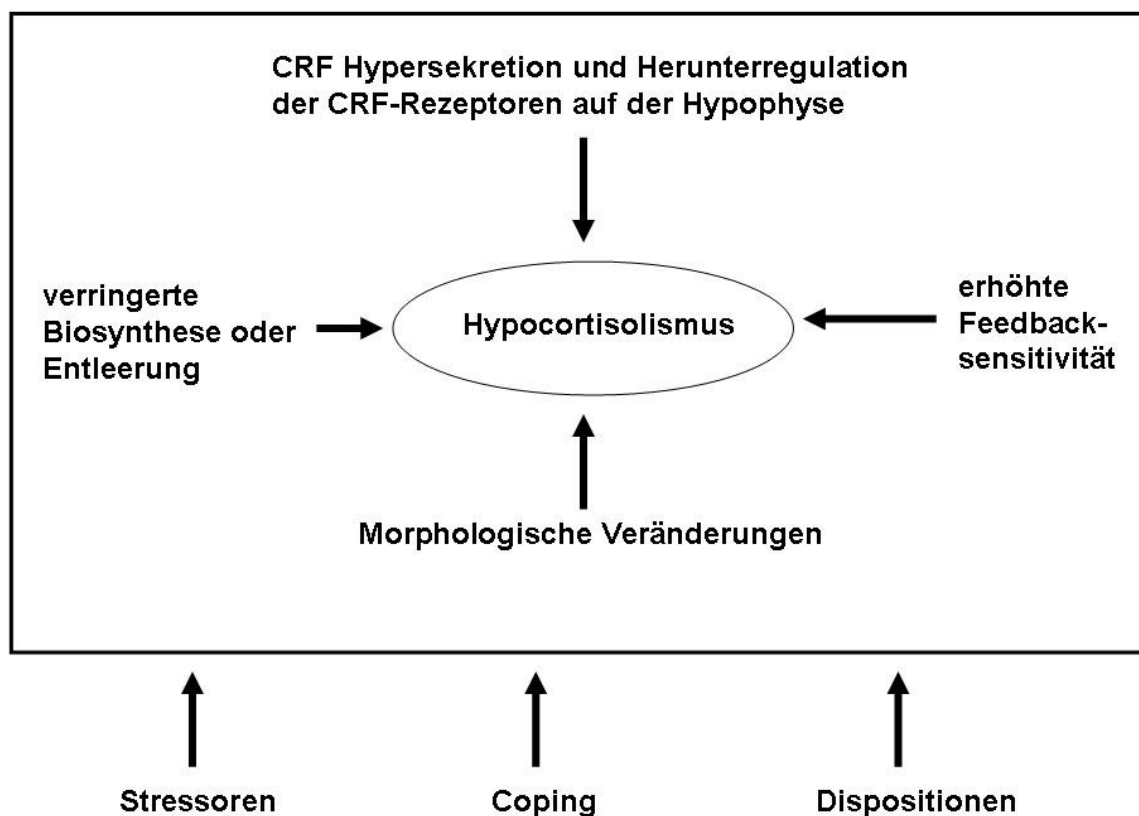 CRF Hypersekretion und Herunterregulation
der CRF-Rezeptoren auf der Hypophyse
verringerte
Biosynthese oder
Entleerung
Hypocortisolismus
erhöhte
Feedback-
sensitivität
Morphologische Veränderungen
Stressoren
Coping
Dispositionen